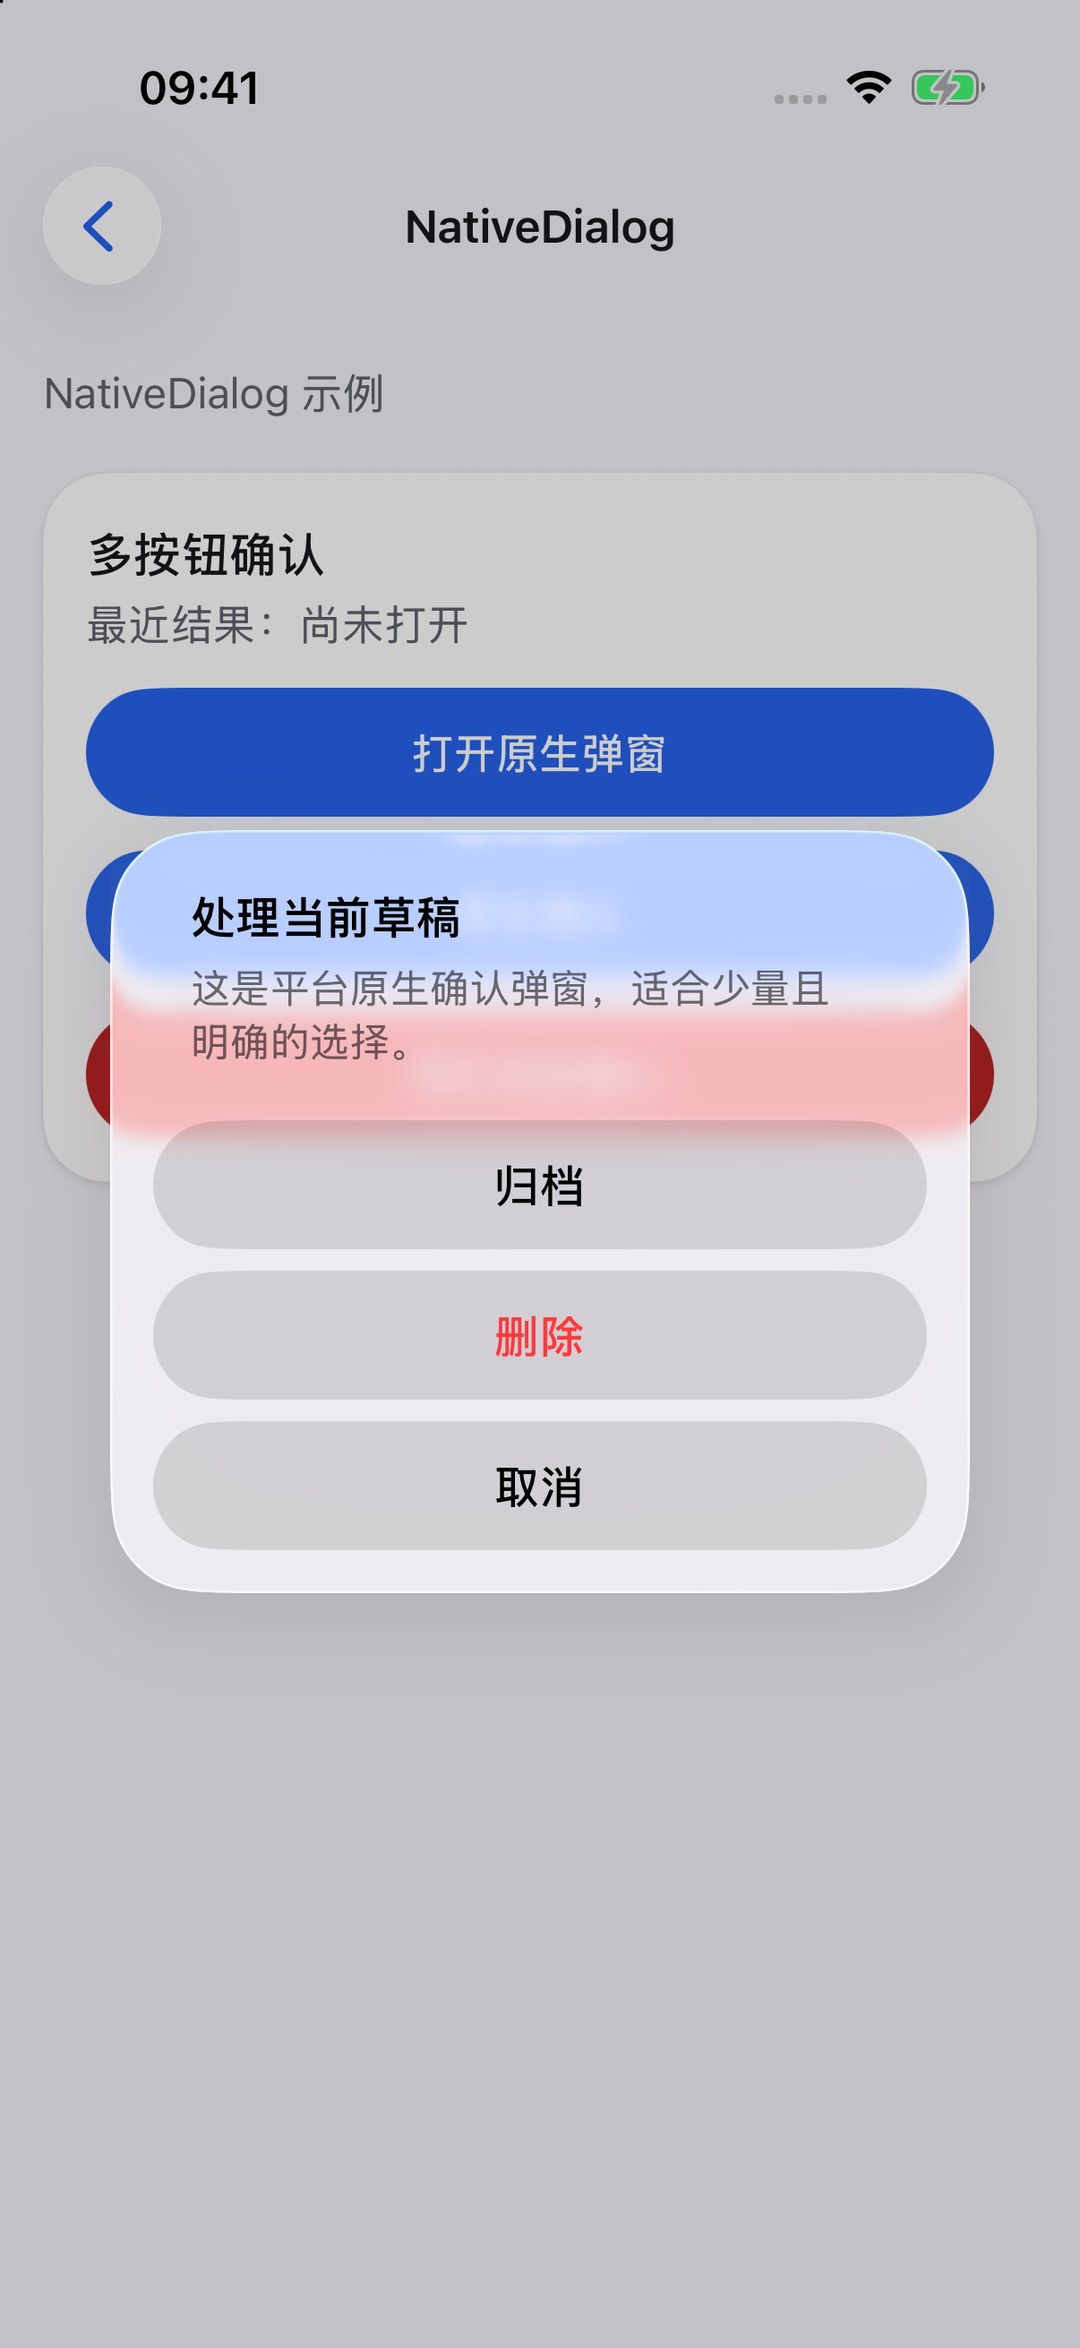 09:41
NativeDialog
NativeDialog 示例
多按钮确认
最近结果：尚未打开
打开原生弹窗
处理当前草稿
这是平台原生确认弹窗，适合少量且
明确的选择。
归档
删除
取消